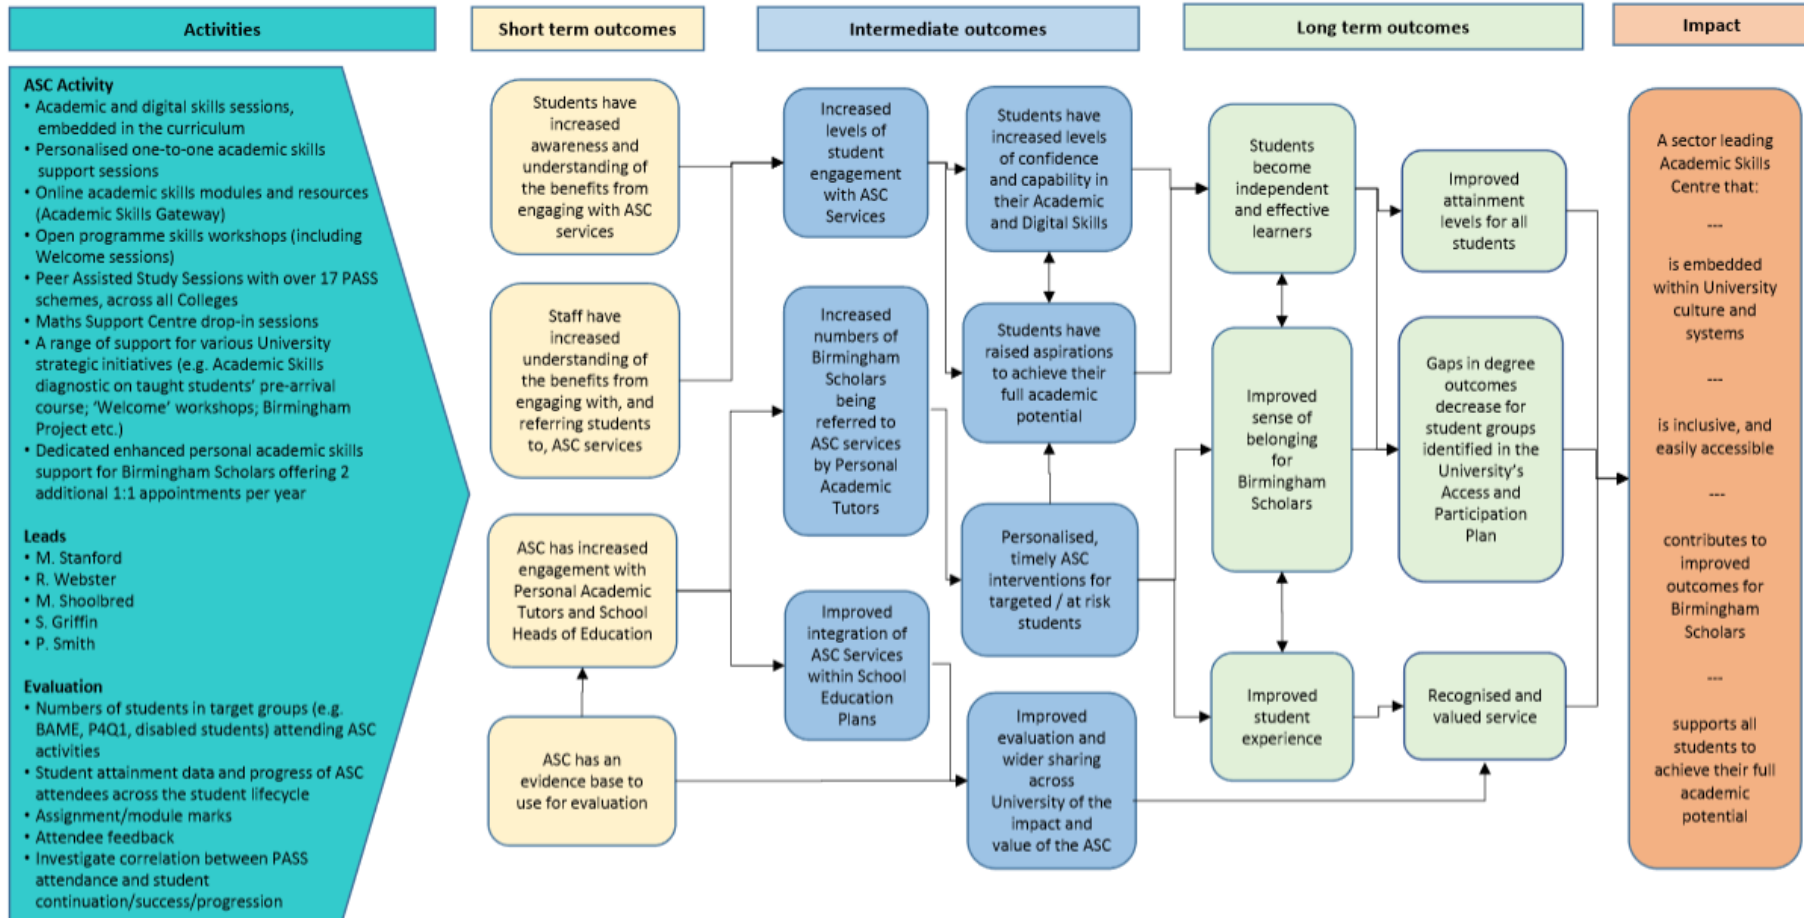 Activities
Short term outcomes
Intermediate outcomes
Long term outcomes
Impact
ASC Activity
• Academic and digital skills sessions,
embedded in the curriculum
• Personalised one-to-one academic skills
support sessions
• Online academic skills modules and resources
(Academic Skills Gateway)
• Open programme skills workshops (including
Welcome sessions)
• Peer Assisted Study Sessions with over 17 PASS
schemes, across all Colleges
• Maths Support Centre drop-in sessions
• A range of support for various University
strategic initiatives (e.g. Academic Skills
diagnostic on taught students' pre-arrival
course; 'Welcome' workshops; Birmingham
Project etc.)
• Dedicated enhanced personal academic skills
support for Birmingham Scholars offering 2
additional 1:1 appointments per year
Leads
• M. Stanford
• R. Webster
• M. Shoolbred
• S. Griffin
• P. Smith
Evaluation
• Numbers of students in target groups (e.g.
BAME, P4Q1, disabled students) attending ASC
activities
• Student attainment data and progress of ASC
attendees across the student lifecycle
• Assignment/module marks
• Attendee feedback
• Investigate correlation between PASS
attendance and student
continuation/success/progression
Students have
increased
awareness and
understanding of
the benefits from
engaging with ASC
services
Staff have
increased
understanding of
the benefits from
engaging with, and
referring students
to, ASC services
ASC has increased
engagement with
Personal Academic
Tutors and School
Heads of Education
ASC has an
evidence base to
use for evaluation
Increased
levels of
student
engagement
with ASC
Services
Increased
numbers of
Birmingham
Scholars
being
referred to
ASC services
by Personal
Academic
Tutors
Improved
integration of
ASC Services
within School
Education
Plans
Students have
increased levels
of confidence
and capability in
their Academic
and Digital Skills
Students have
raised aspirations
to achieve their
full academic
potential
Personalised,
timely ASC
interventions for
targeted / at risk
students
Improved
evaluation and
wider sharing
across
University of the
impact and
value of the ASC
Students
become
independent
and effective
learners
Improved
sense of
belonging
for
Birmingham
Scholars
Improved
student
experience
Improved
attainment
levels for all
students
Gaps in degree
outcomes
decrease for
student groups
identified in the
University's
Access and
Participation
Plan
Recognised and
valued service
A sector leading
Academic Skills
Centre that:
---
is embedded
within University
culture and
systems
---
is inclusive, and
easily accessible
---
contributes to
improved
outcomes for
Birmingham
Scholars
---
supports all
students to
achieve their full
academic
potential